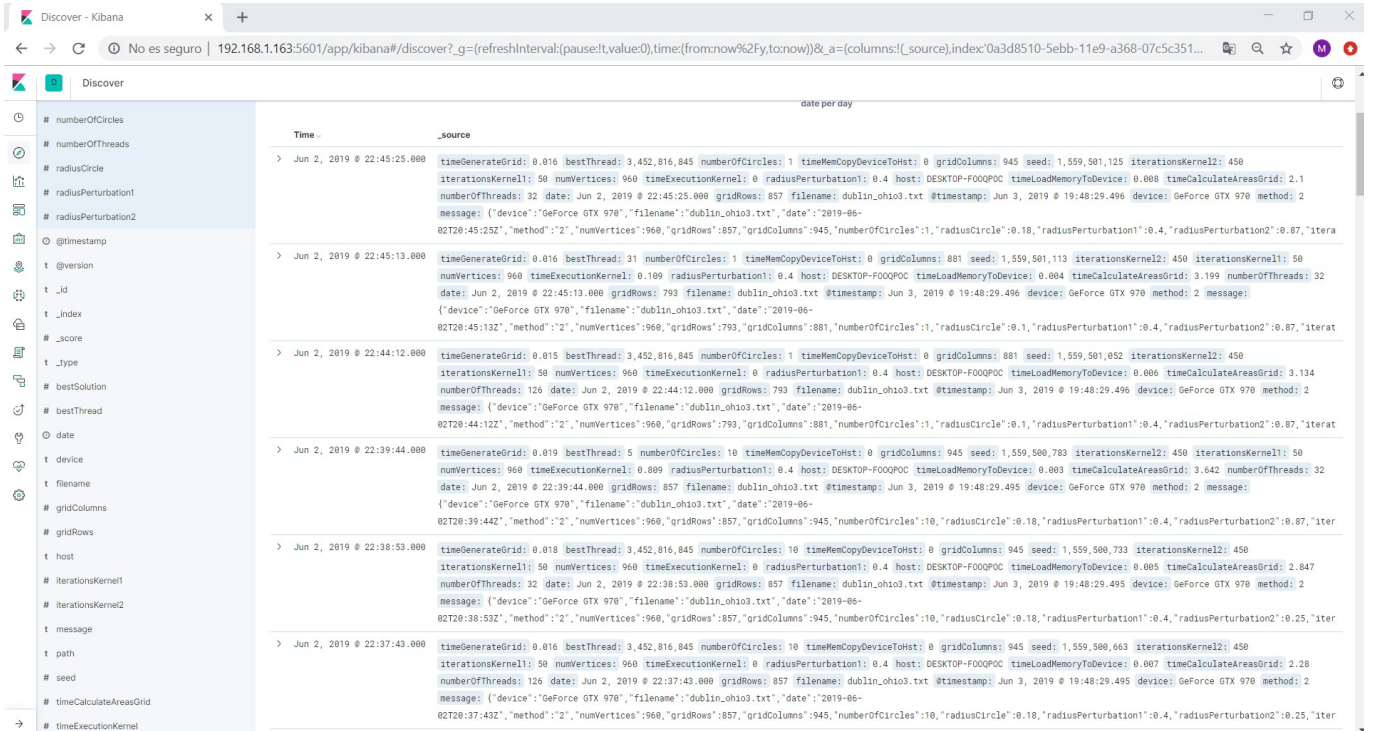 Discover - Kibana
No es seguro | 192.168.1.163:5601/app/kibana#/discover?_g=(refreshInterval:(pause:!t,value:0),time:(from:now%2Fy,to:now))&_a=(columns:!(_source),index:'0a3d8510-5ebb-11e9-a368-07c5c351...
M
D Discover
# numberOfCircles
# numberOfThreads
# radiusCircle
# radiusPerturbation1
# radiusPerturbation2
@timestamp
t @version
t _id
t _index
# _score
t _type
# bestSolution
# bestThread
date
t device
t filename
# gridColumns
# gridRows
t host
# iterationsKernel1
# iterationsKernel2
t message
t path
# seed
# timeCalculateAreasGrid
# timeExecutionKernel
date per day
Time _source
> Jun 2, 2019 @ 22:45:25.000 timeGenerateGrid: 0.016 bestThread: 3,452,816,845 numberOfCircles: 1 timeMemCopyDeviceToHst: 0 gridColumns: 945 seed: 1,559,501,125 iterationsKernel2: 450
iterationsKernel1: 50 numVertices: 960 timeExecutionKernel: 0 radiusPerturbation1: 0.4 host: DESKTOP-FOOQPOC timeLoadMemoryToDevice: 0.008 timeCalculateAreasGrid: 2.1
numberOfThreads: 32 date: Jun 2, 2019 @ 22:45:25.000 gridRows: 857 filename: dublin_ohio3.txt @timestamp: Jun 3, 2019 @ 19:48:29.496 device: GeForce GTX 970 method: 2
message: {"device":"GeForce GTX 970","filename":"dublin_ohio3.txt","date":"2019-06-
02T20:45:25Z","method":"2","numVertices":960,"gridRows":857,"gridColumns":945,"numberOfCircles":1,"radiusCircle":0.18,"radiusPerturbation1":0.4,"radiusPerturbation2":0.87,"itera
> Jun 2, 2019 @ 22:45:13.000 timeGenerateGrid: 0.016 bestThread: 31 numberOfCircles: 1 timeMemCopyDeviceToHst: 0 gridColumns: 881 seed: 1,559,501,113 iterationsKernel2: 450 iterationsKernel1: 50
numVertices: 960 timeExecutionKernel: 0.109 radiusPerturbation1: 0.4 host: DESKTOP-FOOQPOC timeLoadMemoryToDevice: 0.004 timeCalculateAreasGrid: 3.199 numberOfThreads: 32
date: Jun 2, 2019 @ 22:45:13.000 gridRows: 793 filename: dublin_ohio3.txt @timestamp: Jun 3, 2019 @ 19:48:29.496 device: GeForce GTX 970 method: 2 message:
{"device":"GeForce GTX 970","filename":"dublin_ohio3.txt","date":"2019-06-
02T20:45:13Z","method":"2","numVertices":960,"gridRows":793,"gridColumns":881,"numberOfCircles":1,"radiusCircle":0.1,"radiusPerturbation1":0.4,"radiusPerturbation2":0.87,"iterat
> Jun 2, 2019 @ 22:44:12.000 timeGenerateGrid: 0.015 bestThread: 3,452,816,845 numberOfCircles: 1 timeMemCopyDeviceToHst: 0 gridColumns: 881 seed: 1,559,501,052 iterationsKernel2: 450
iterationsKernel1: 50 numVertices: 960 timeExecutionKernel: 0 radiusPerturbation1: 0.4 host: DESKTOP-FOOQPOC timeLoadMemoryToDevice: 0.006 timeCalculateAreasGrid: 3.134
numberOfThreads: 126 date: Jun 2, 2019 @ 22:44:12.000 gridRows: 793 filename: dublin_ohio3.txt @timestamp: Jun 3, 2019 @ 19:48:29.496 device: GeForce GTX 970 method: 2
message: {"device":"GeForce GTX 970","filename":"dublin_ohio3.txt","date":"2019-06-
02T20:44:12Z","method":"2","numVertices":960,"gridRows":793,"gridColumns":881,"numberOfCircles":1,"radiusCircle":0.1,"radiusPerturbation1":0.4,"radiusPerturbation2":0.87,"iterat
> Jun 2, 2019 @ 22:39:44.000 timeGenerateGrid: 0.019 bestThread: 5 numberOfCircles: 10 timeMemCopyDeviceToHst: 0 gridColumns: 945 seed: 1,559,500,783 iterationsKernel2: 450 iterationsKernel1: 50
numVertices: 960 timeExecutionKernel: 0.809 radiusPerturbation1: 0.4 host: DESKTOP-FOOQPOC timeLoadMemoryToDevice: 0.003 timeCalculateAreasGrid: 3.642 numberOfThreads: 32
date: Jun 2, 2019 @ 22:39:44.000 gridRows: 857 filename: dublin_ohio3.txt @timestamp: Jun 3, 2019 @ 19:48:29.495 device: GeForce GTX 970 method: 2 message:
{"device":"GeForce GTX 970","filename":"dublin_ohio3.txt","date":"2019-06-
02T20:39:44Z","method":"2","numVertices":960,"gridRows":857,"gridColumns":945,"numberOfCircles":10,"radiusCircle":0.18,"radiusPerturbation1":0.4,"radiusPerturbation2":0.87,"iter
> Jun 2, 2019 @ 22:38:53.000 timeGenerateGrid: 0.018 bestThread: 3,452,816,845 numberOfCircles: 10 timeMemCopyDeviceToHst: 0 gridColumns: 945 seed: 1,559,500,733 iterationsKernel2: 450
iterationsKernel1: 50 numVertices: 960 timeExecutionKernel: 0 radiusPerturbation1: 0.4 host: DESKTOP-FOOQPOC timeLoadMemoryToDevice: 0.005 timeCalculateAreasGrid: 2.847
numberOfThreads: 32 date: Jun 2, 2019 @ 22:38:53.000 gridRows: 857 filename: dublin_ohio3.txt @timestamp: Jun 3, 2019 @ 19:48:29.495 device: GeForce GTX 970 method: 2
message: {"device":"GeForce GTX 970","filename":"dublin_ohio3.txt","date":"2019-06-
02T20:38:53Z","method":"2","numVertices":960,"gridRows":857,"gridColumns":945,"numberOfCircles":10,"radiusCircle":0.18,"radiusPerturbation1":0.4,"radiusPerturbation2":0.25,"iter
> Jun 2, 2019 @ 22:37:43.000 timeGenerateGrid: 0.016 bestThread: 3,452,816,845 numberOfCircles: 10 timeMemCopyDeviceToHst: 0 gridColumns: 945 seed: 1,559,500,663 iterationsKernel2: 450
iterationsKernel1: 50 numVertices: 960 timeExecutionKernel: 0 radiusPerturbation1: 0.4 host: DESKTOP-FOOQPOC timeLoadMemoryToDevice: 0.007 timeCalculateAreasGrid: 2.28
numberOfThreads: 126 date: Jun 2, 2019 @ 22:37:43.000 gridRows: 857 filename: dublin_ohio3.txt @timestamp: Jun 3, 2019 @ 19:48:29.495 device: GeForce GTX 970 method: 2
message: {"device":"GeForce GTX 970","filename":"dublin_ohio3.txt","date":"2019-06-
02T20:37:43Z","method":"2","numVertices":960,"gridRows":857,"gridColumns":945,"numberOfCircles":10,"radiusCircle":0.18,"radiusPerturbation1":0.4,"radiusPerturbation2":0.25,"iter